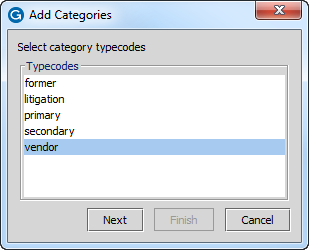 G Add Categories
Select category typecodes
Typecodes
former
litigation
primary
secondary
vendor
Next Finish Cancel